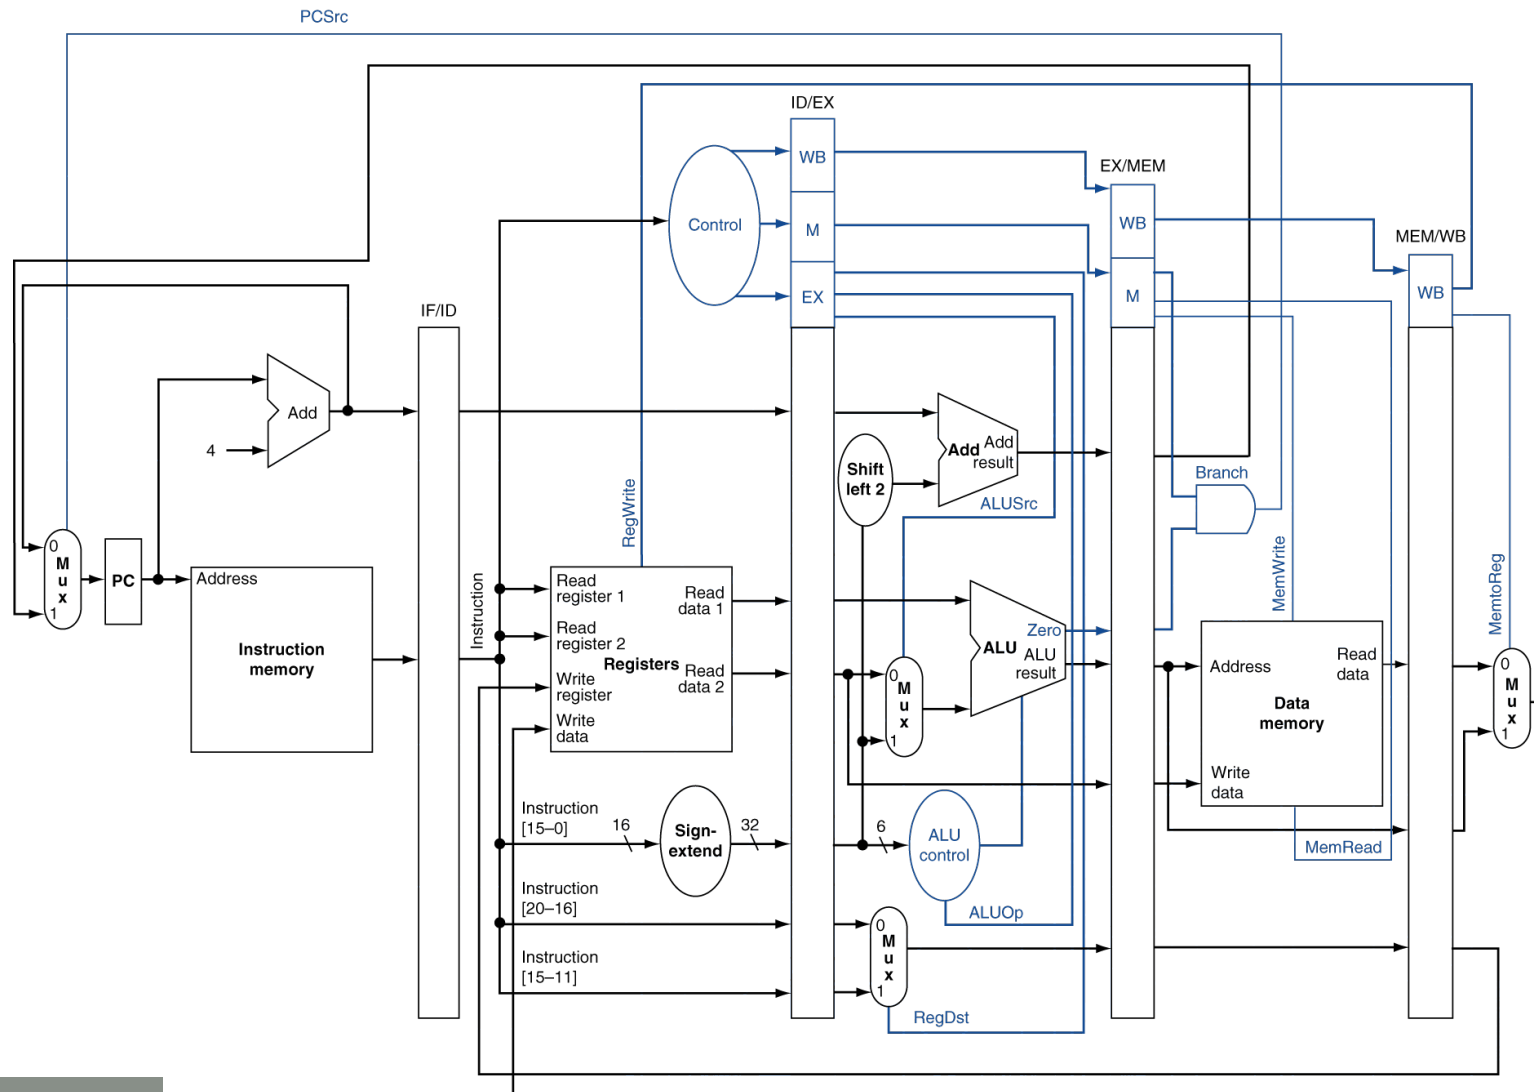 PCSrc
ID/EX
WB
EX/MEM
Control
M
WB
MEM/WB
EX
M
WB
IF/ID
Add
4
Add
Add
result
Shift
left 2
ALUSrc
Branch
RegWrite
MemWrite
MemtoReg
0
M
u
x
1
PC
Address
Instruction
memory
Instruction
Read
register 1
Read
register 2
Write
register
Write
data
Registers
Read
data 1
Read
data 2
0
M
u
x
1
Zero
ALU
ALU
result
Address
Read
data
Data
memory
Write
data
0
M
u
x
1
Instruction
[15–0]
16
Sign-
extend
32
6
ALU
control
MemRead
Instruction
[20–16]
ALUOp
Instruction
[15–11]
0
M
u
x
1
RegDst